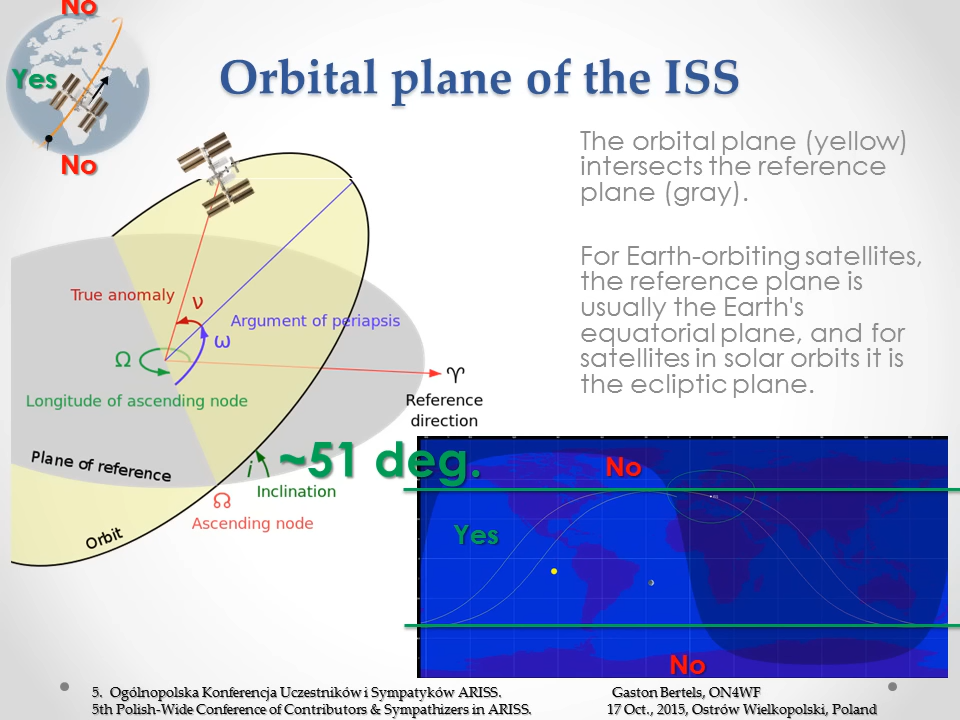 No
Yes
No
Orbital plane of the ISS
The orbital plane (yellow)
intersects the reference
plane (gray).
For Earth-orbiting satellites,
the reference plane is
usually the Earth's
equatorial plane, and for
satellites in solar orbits it is
the ecliptic plane.
True anomaly
ν
Argument of periapsis
ω
Ω
♈
Longitude of ascending node
Reference
direction
Plane of reference
i
~51 deg.
Inclination
☊
Ascending node
Orbit
No
Yes
No
5. Ogólnopolska Konferencja Uczestników i Sympatyków ARISS. Gaston Bertels, ON4WF
5th Polish-Wide Conference of Contributors & Sympathizers in ARISS. 17 Oct., 2015, Ostrów Wielkopolski, Poland